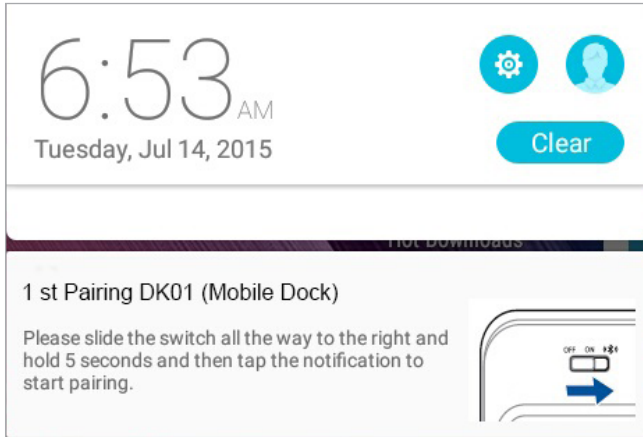 6:53 AM
Tuesday, Jul 14, 2015
Clear
Hot Downloads
1 st Pairing DK01 (Mobile Dock)
Please slide the switch all the way to the right and
hold 5 seconds and then tap the notification to
start pairing.
OFF ON